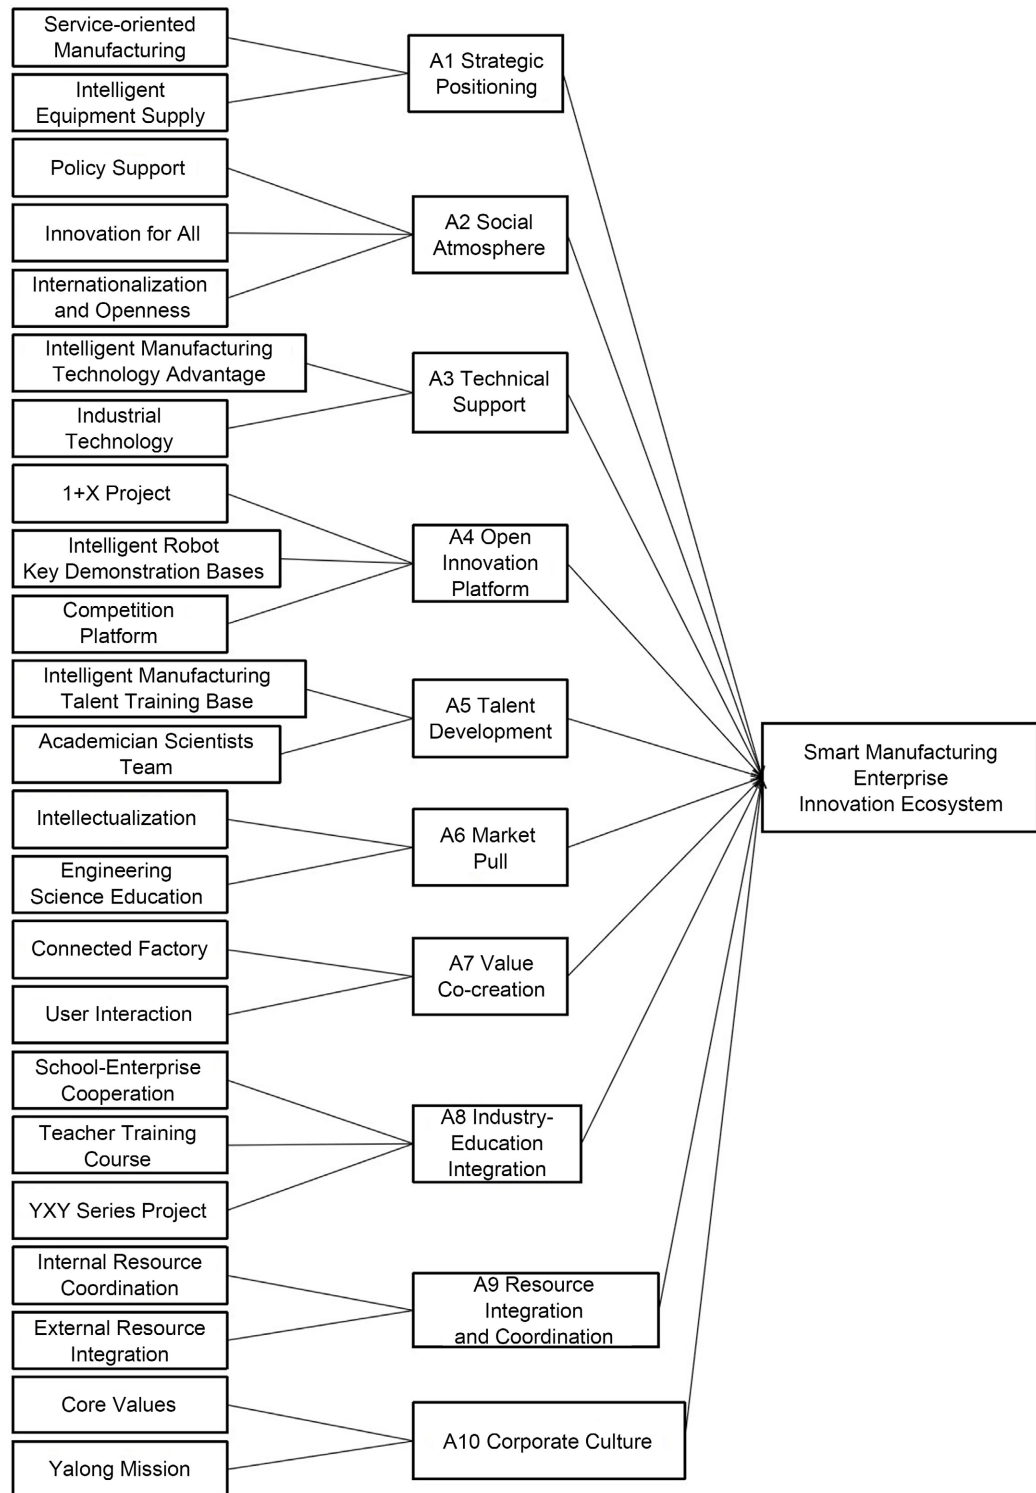 Service-oriented
Manufacturing
Intelligent
Equipment Supply
A1 Strategic
Positioning
Policy Support
Innovation for All
Internationalization
and Openness
A2 Social
Atmosphere
Intelligent Manufacturing
Technology Advantage
Industrial
Technology
A3 Technical
Support
1+X Project
Intelligent Robot
Key Demonstration Bases
Competition
Platform
A4 Open
Innovation
Platform
Intelligent Manufacturing
Talent Training Base
Academician Scientists
Team
A5 Talent
Development
Intellectualization
Engineering
Science Education
A6 Market
Pull
Connected Factory
User Interaction
A7 Value
Co-creation
School-Enterprise
Cooperation
Teacher Training
Course
YXY Series Project
A8 Industry-
Education
Integration
Internal Resource
Coordination
External Resource
Integration
A9 Resource
Integration
and Coordination
Core Values
Yalong Mission
A10 Corporate Culture
Smart Manufacturing
Enterprise
Innovation Ecosystem